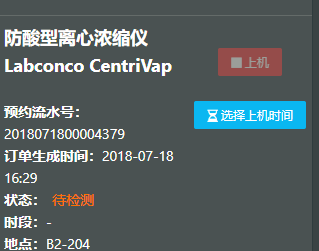 防酸型离心浓缩仪
Labconco CentriVap
上机
预约流水号：
2018071800004379
选择上机时间
订单生成时间：2018-07-18
16:29
状态： 待检测
时段：-
地点：B2-204